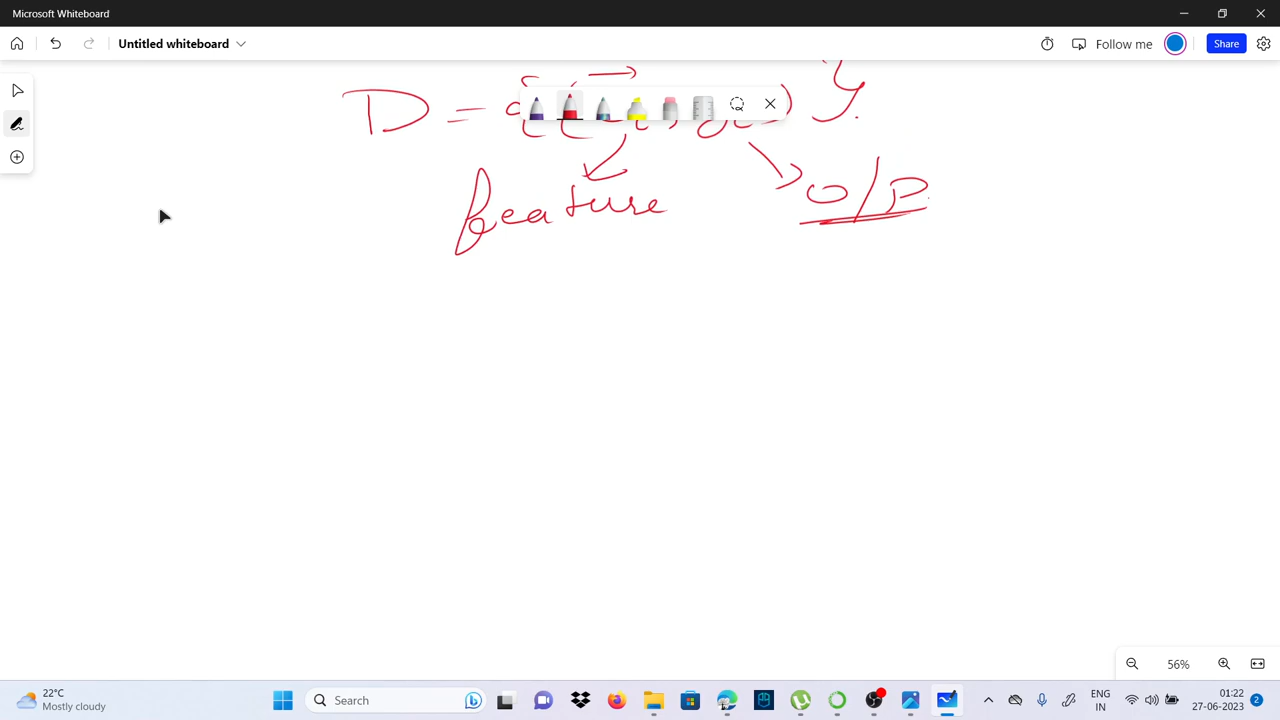 Microsoft Whiteboard
Untitled whiteboard
Follow me
Share
D = {(
feature
O/P
56%
22°C
Mostly cloudy
Search
ENG
IN
01:22
27-06-2023
2